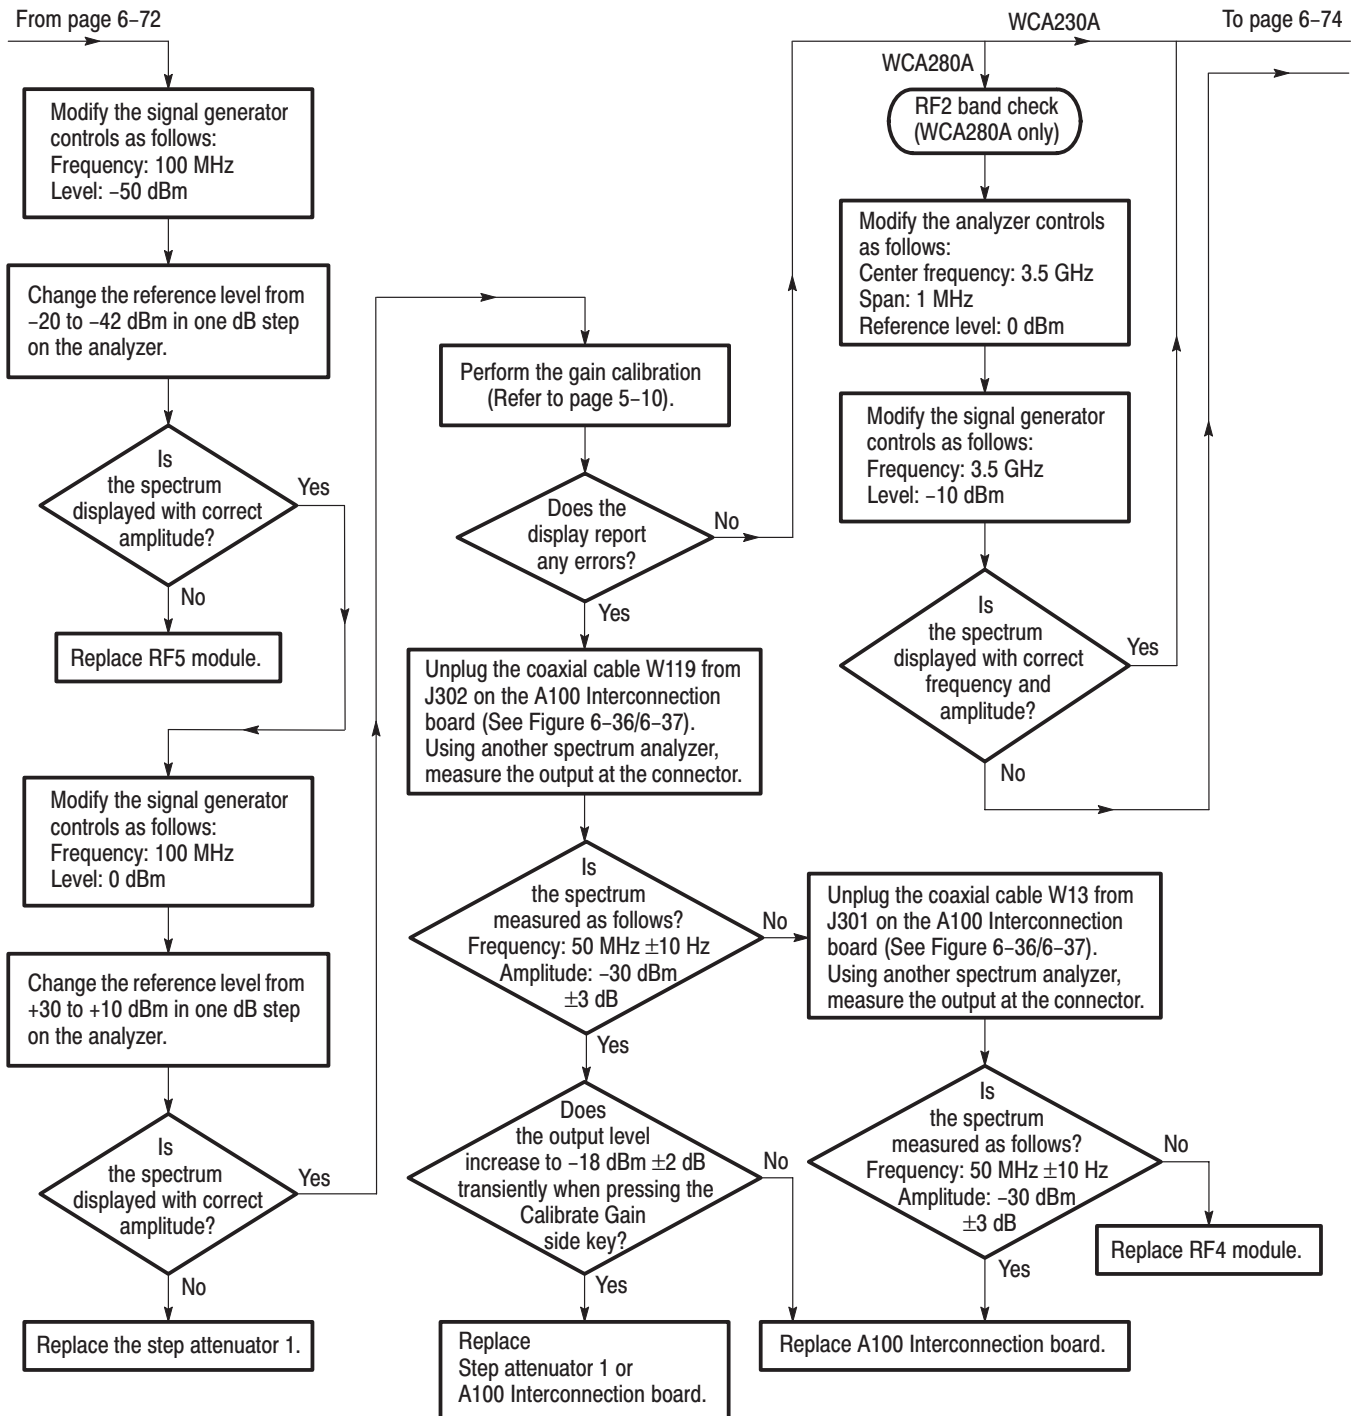 From page 6–72
Modify the signal generator
controls as follows:
Frequency: 100 MHz
Level: –50 dBm
Change the reference level from
–20 to –42 dBm in one dB step
on the analyzer.
Is
the spectrum
displayed with correct
amplitude?
Yes
No
Replace RF5 module.
Modify the signal generator
controls as follows:
Frequency: 100 MHz
Level: 0 dBm
Change the reference level from
+30 to +10 dBm in one dB step
on the analyzer.
Is
the spectrum
displayed with correct
amplitude?
Yes
No
Replace the step attenuator 1.
Perform the gain calibration
(Refer to page 5–10).
Does the
display report
any errors?
No
Yes
Unplug the coaxial cable W119 from
J302 on the A100 Interconnection
board (See Figure 6–36/6–37).
Using another spectrum analyzer,
measure the output at the connector.
Is
the spectrum
measured as follows?
Frequency: 50 MHz ±10 Hz
Amplitude: –30 dBm
±3 dB
No
Yes
Does
the output level
increase to –18 dBm ±2 dB
transiently when pressing the
Calibrate Gain
side key?
No
Yes
Replace
Step attenuator 1 or
A100 Interconnection board.
WCA230A
To page 6–74
WCA280A
RF2 band check
(WCA280A only)
Modify the analyzer controls
as follows:
Center frequency: 3.5 GHz
Span: 1 MHz
Reference level: 0 dBm
Modify the signal generator
controls as follows:
Frequency: 3.5 GHz
Level: –10 dBm
Is
the spectrum
displayed with correct
frequency and
amplitude?
Yes
No
Unplug the coaxial cable W13 from
J301 on the A100 Interconnection
board (See Figure 6–36/6–37).
Using another spectrum analyzer,
measure the output at the connector.
Is
the spectrum
measured as follows?
Frequency: 50 MHz ±10 Hz
Amplitude: –30 dBm
±3 dB
No
Replace RF4 module.
Yes
Replace A100 Interconnection board.